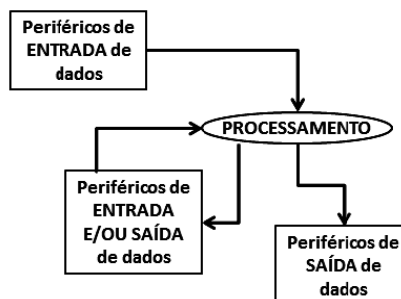 Periféricos de
ENTRADA de
dados
PROCESSAMENTO
Periféricos de
ENTRADA
E/OU SAÍDA
de dados
Periféricos de
SAÍDA de
dados